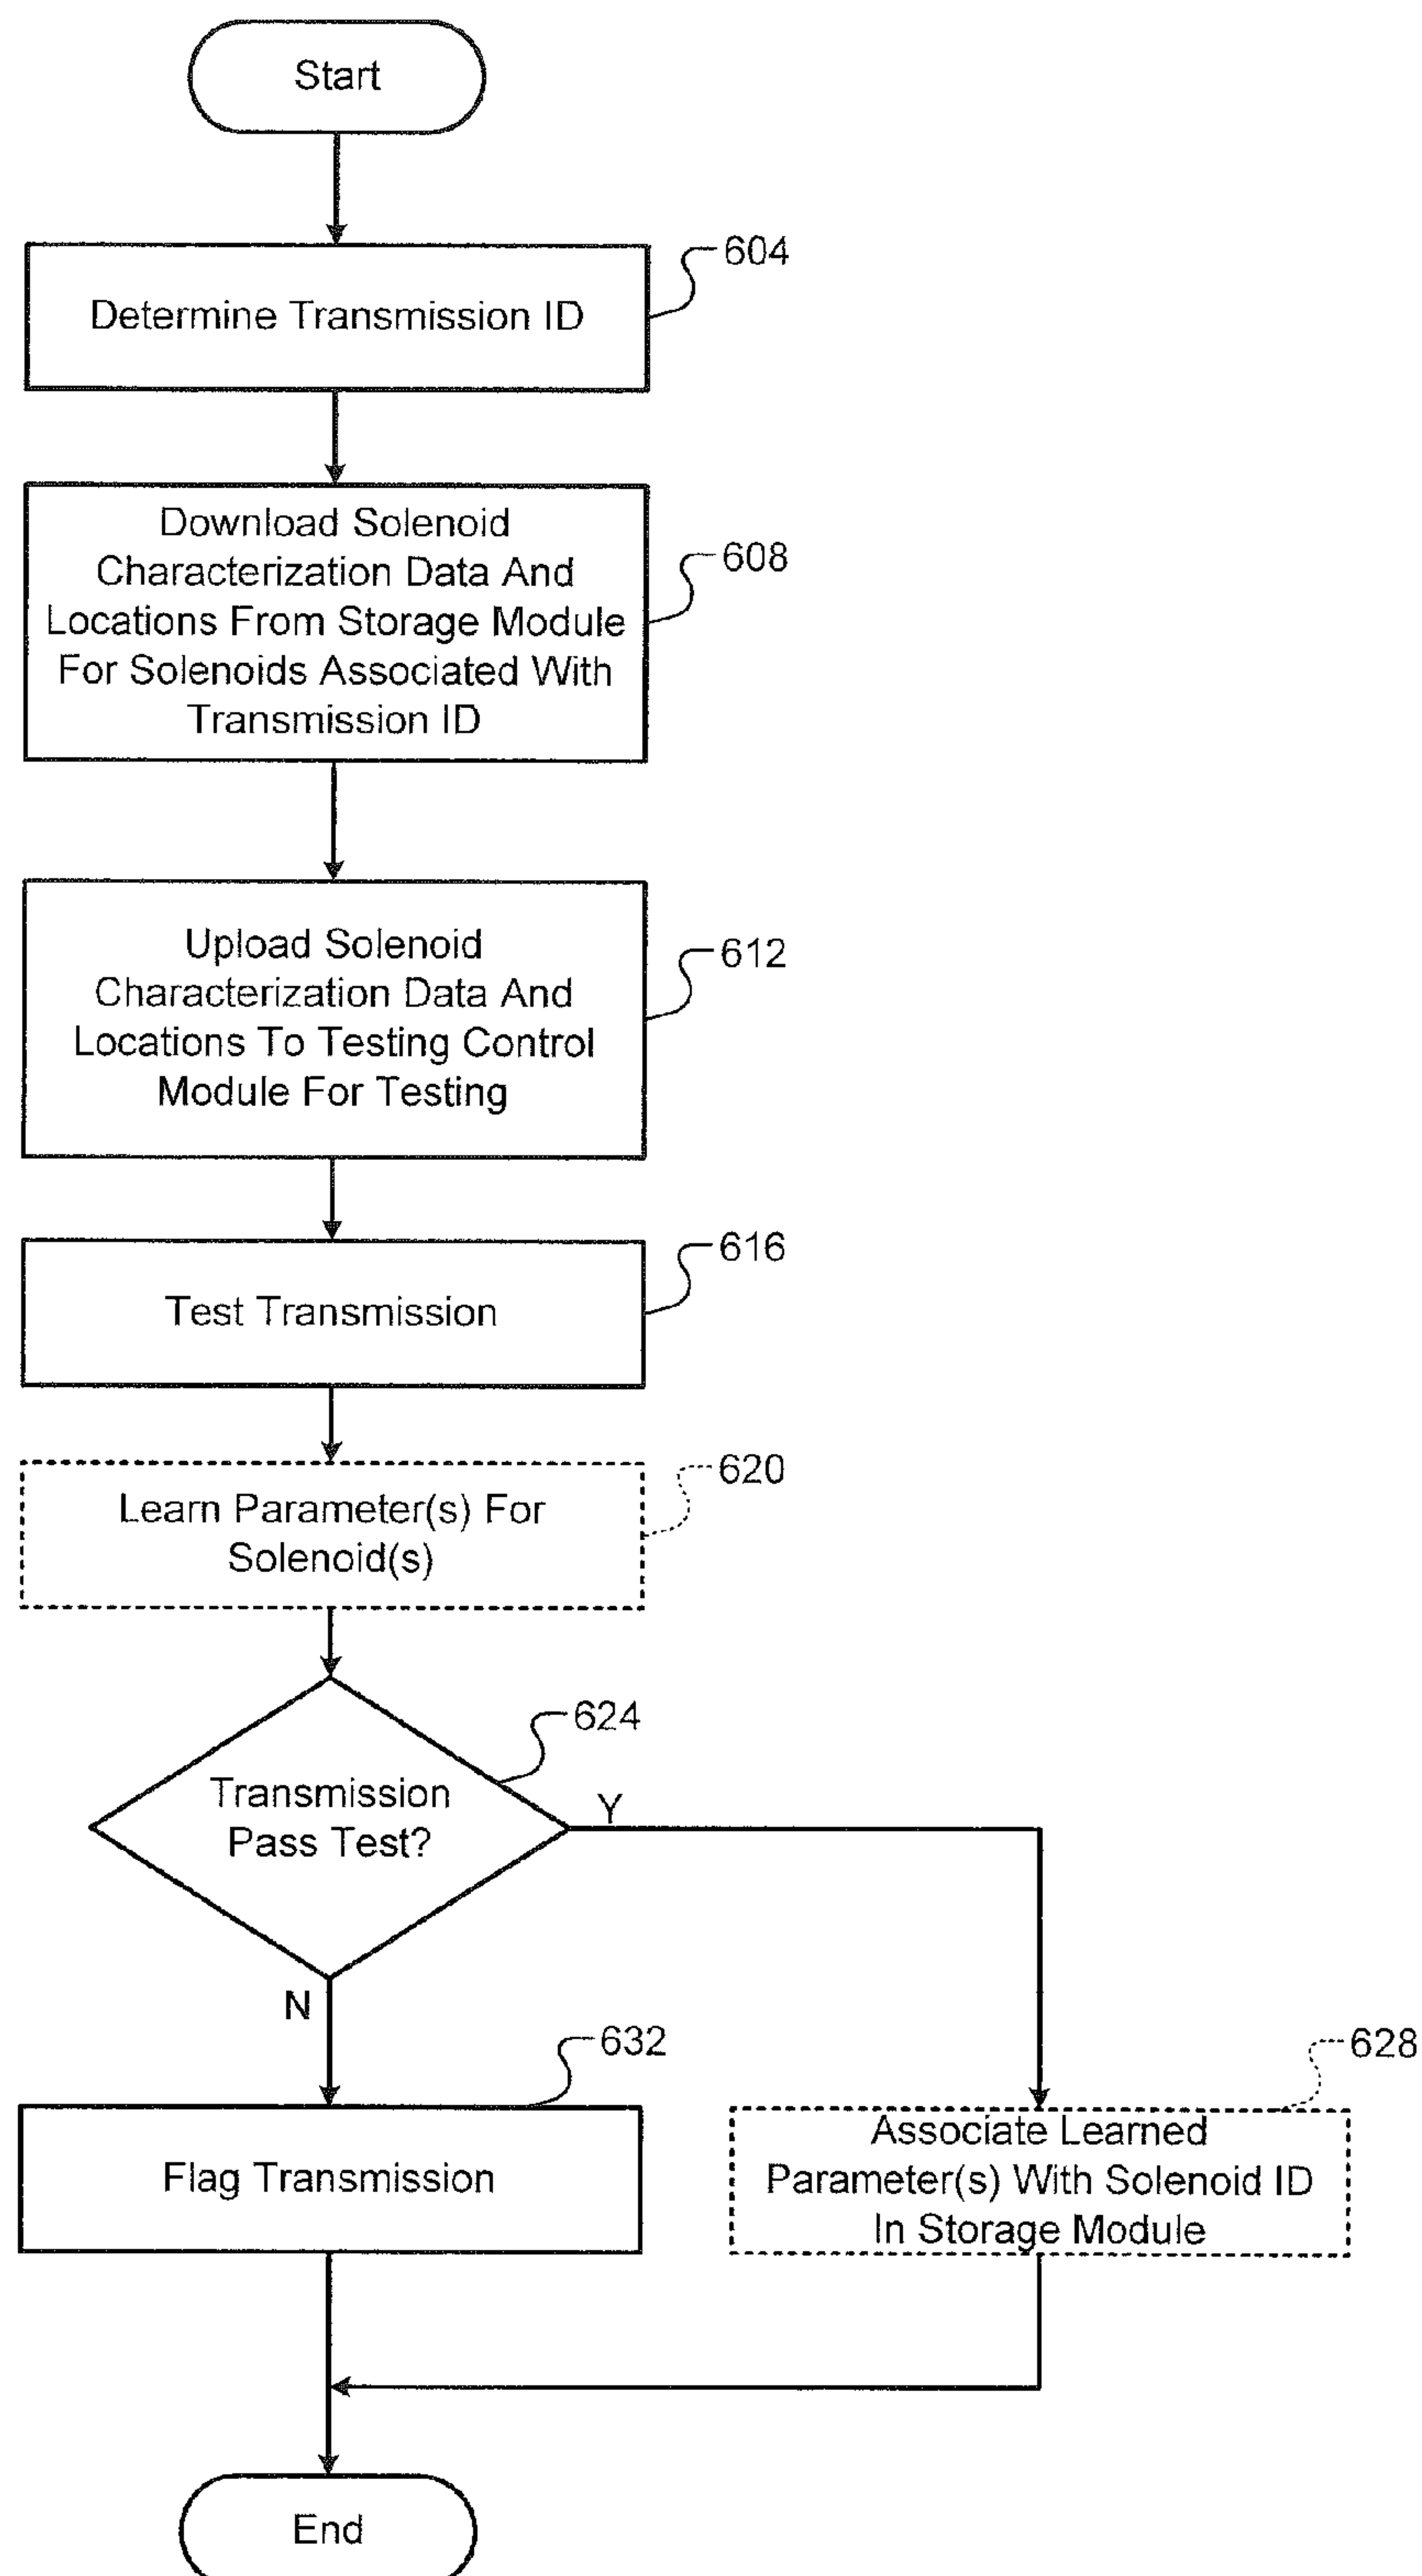 Start
604
Determine Transmission ID
Download Solenoid
Characterization Data And
Locations From Storage Module
For Solenoids Associated With
Transmission ID
608
Upload Solenoid
Characterization Data And
Locations To Testing Control
Module For Testing
612
616
Test Transmission
620
Learn Parameter(s) For
Solenoid(s)
624
Transmission
Pass Test?
Y
N
632
Flag Transmission
628
Associate Learned
Parameter(s) With Solenoid ID
In Storage Module
End